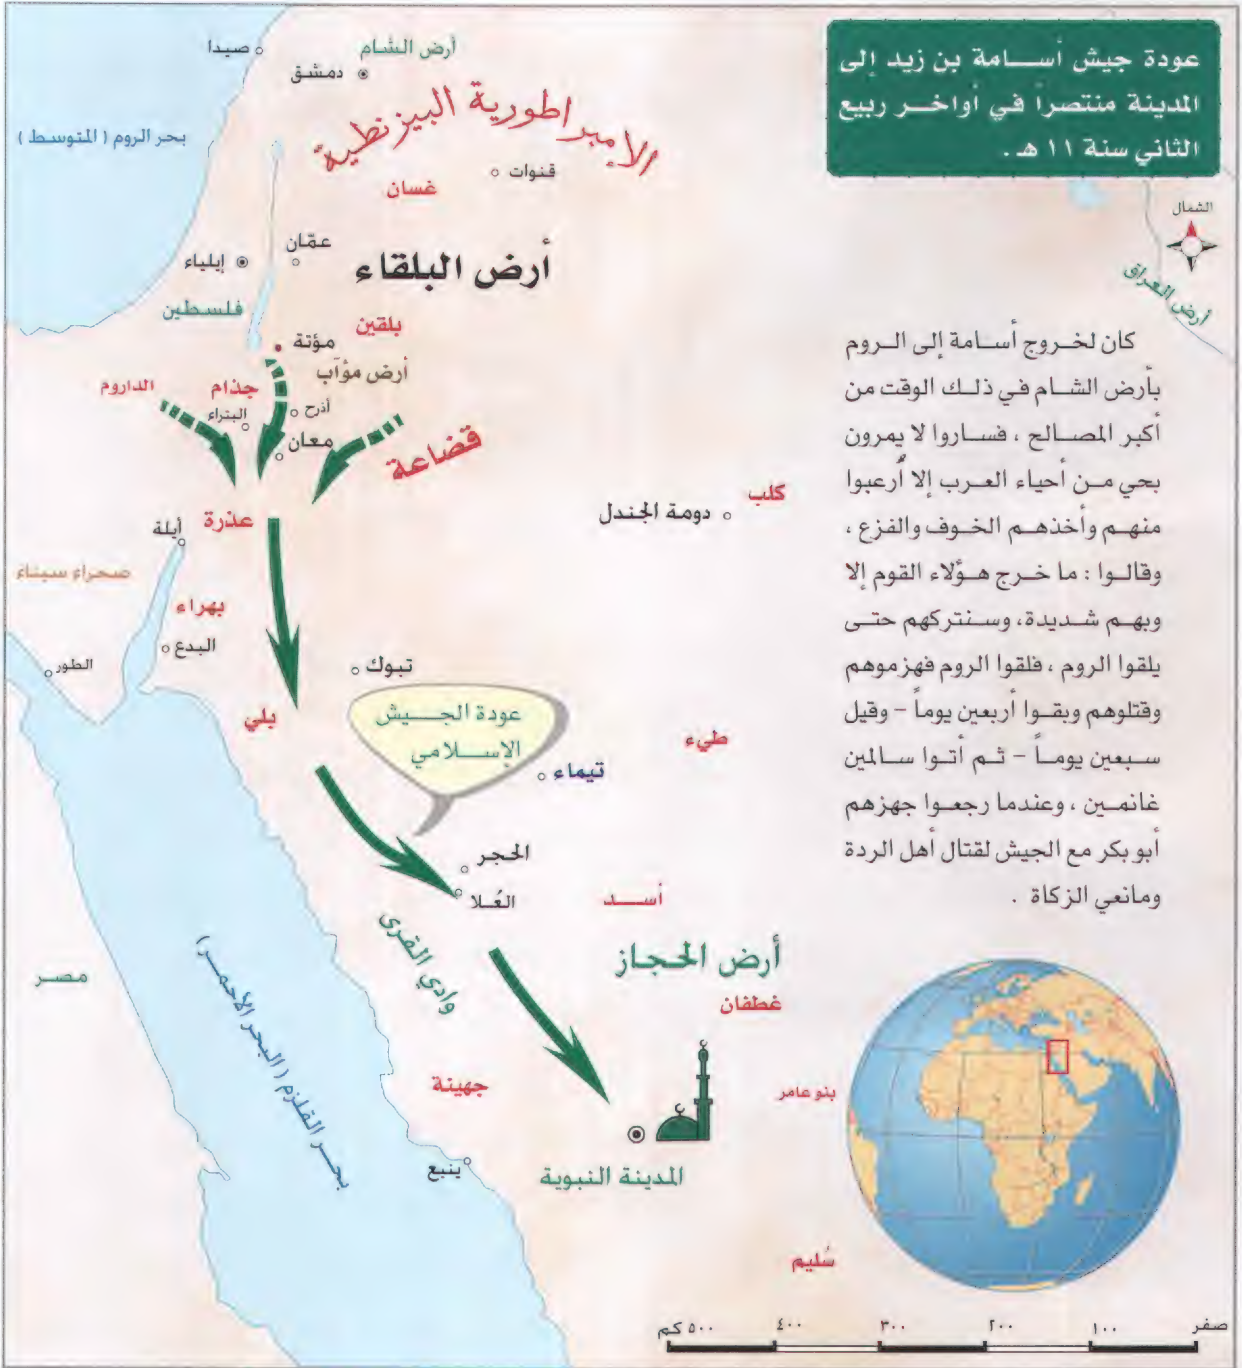 عودة جيش أسامة بن زيد إلى
المدينة منتصراً في أواخر ربيع
الثاني سنة ١١ هـ .
الشمال
أرض العراق
كان لخروج أسامة إلى الروم
بأرض الشام في ذلك الوقت من
أكبر المصالح ، فساروا لا يمرون
بحي من أحياء العرب إلا أُرعبوا
منهم وأخذهم الخوف والفزع ،
وقالوا : ما خرج هؤلاء القوم إلا
وبهم شديدة، وسنتركهم حتى
يلقوا الروم ، فلقوا الروم فهزموهم
وقتلوهم وبقوا أربعين يوماً – وقيل
سبعين يوماً – ثم أتوا سالمين
غانمين ، وعندما رجعوا جهزهم
أبو بكر مع الجيش لقتال أهل الردة
ومانعي الزكاة .
صيدا
أرض الشام
دمشق
الإمبراطورية البيزنطية
بحر الروم ( المتوسط )
قنوات
غسان
عمّان
أرض البلقاء
إيلياء
فلسطين
بلقين
مؤتة
أرض مؤآب
الداروم
جذام
أذرح
البتراء
معان
قضاعة
كلب
دومة الجندل
عذرة
أيلة
صحراء سيناء
بهراء
البدع
الطور
تبوك
بلي
عودة الجيش
الإسلامي
طيء
تيماء
الحجر
العُلا
أسد
وادي القرى
أرض الحجاز
مصر
بحر القلزم ( البحر الأحمر )
غطفان
جهينة
بنو عامر
ينبع
المدينة النبوية
سُليم
صفر
١٠٠
٢٠٠
٣٠٠
٤٠٠
٥٠٠ كم